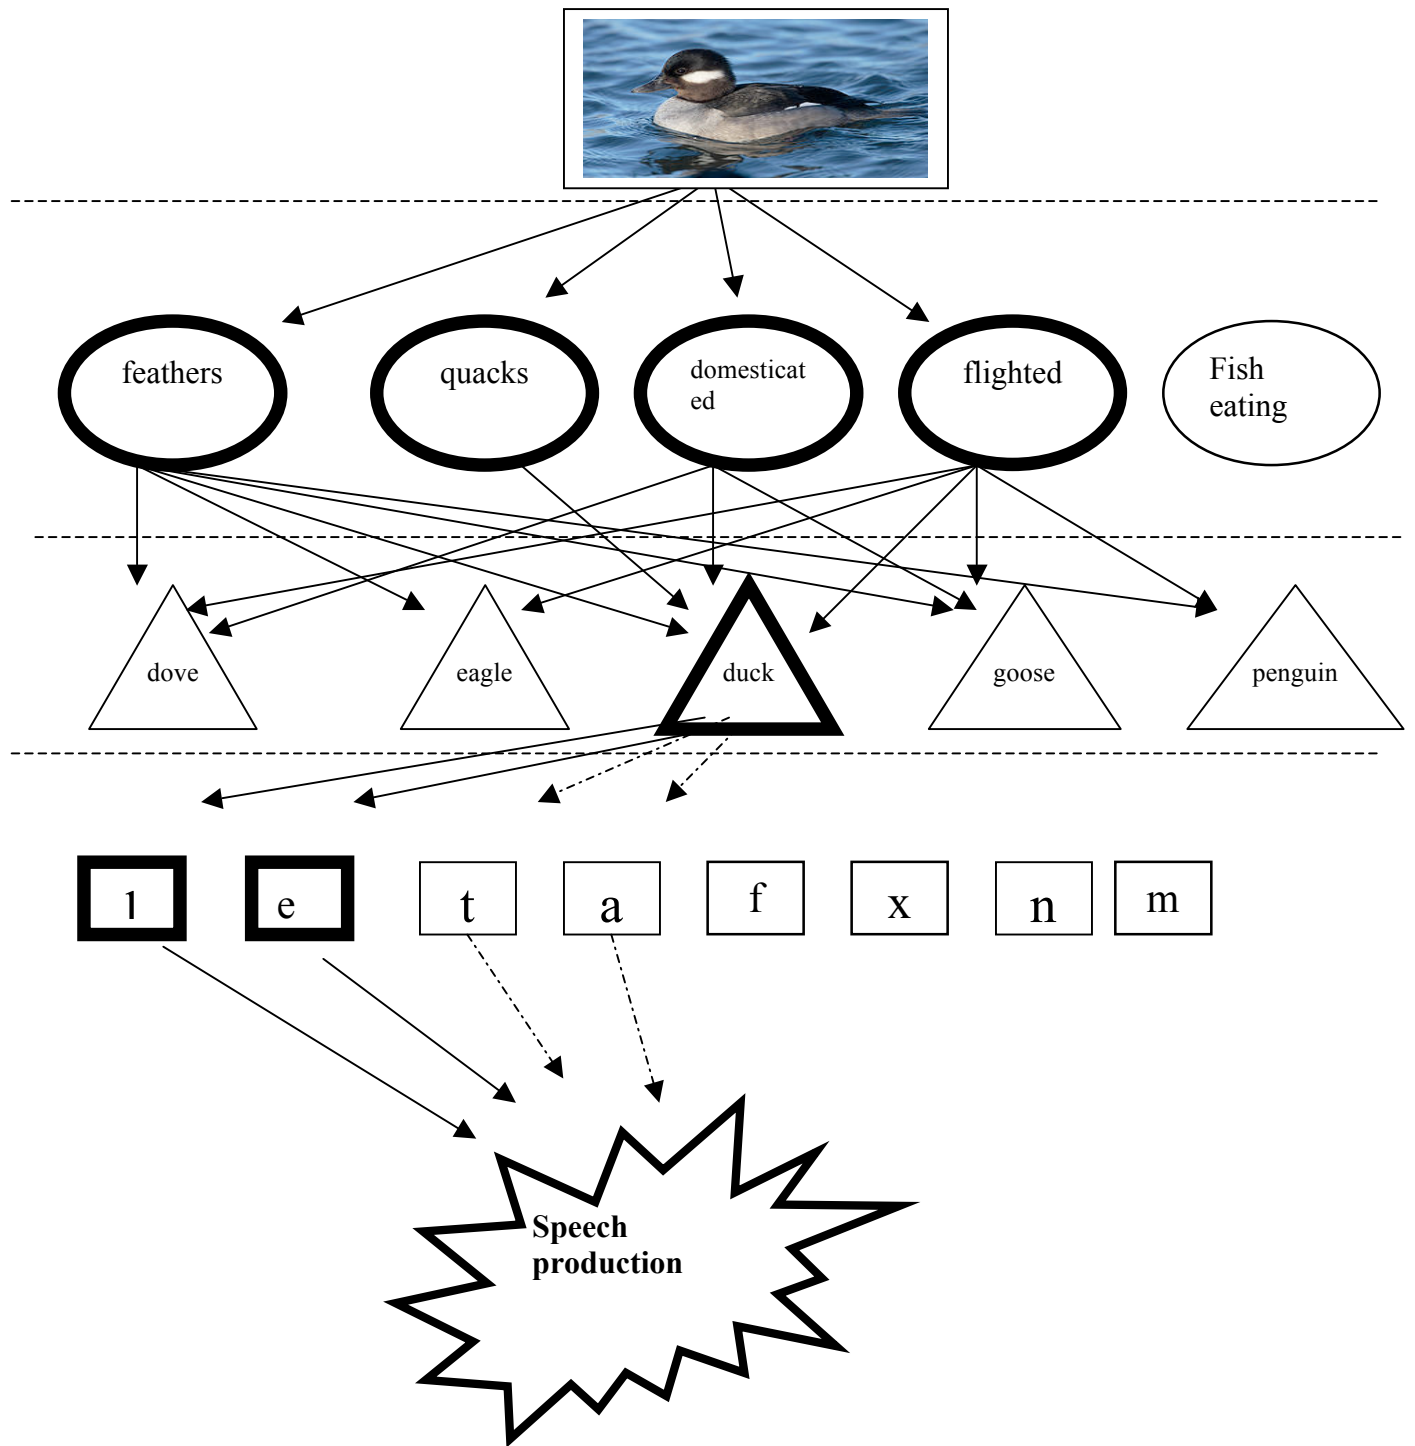 feathers
quacks
domesticat
ed
flighted
Fish
eating
dove
eagle
duck
goose
penguin
l
e
t
a
f
x
n
m
Speech
production